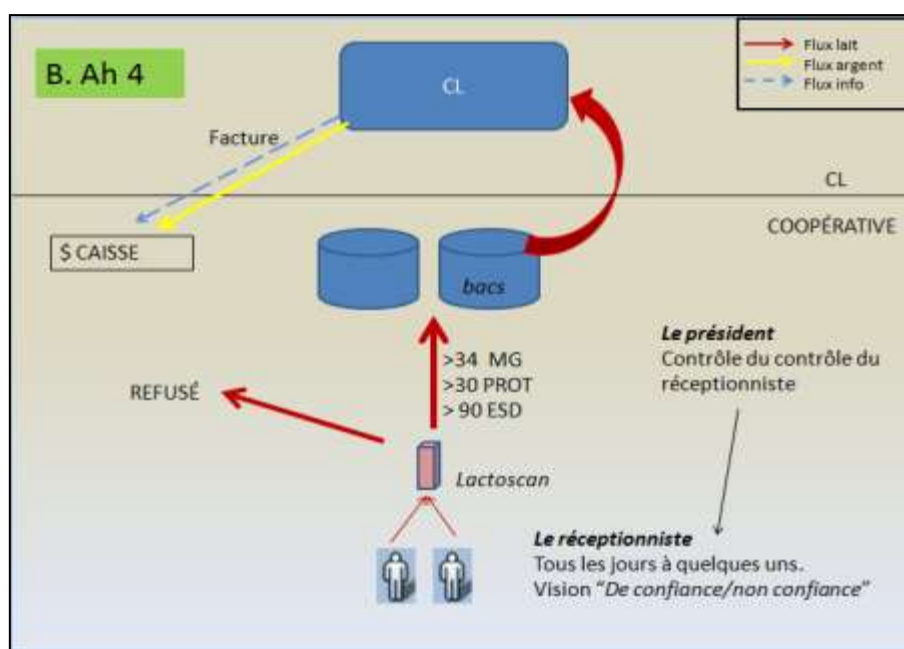 B. Ah 4
CL
Flux lait
Flux argent
Flux info
Facture
CL
COOPÉRATIVE
$ CAISSE
bacs
>34 MG
>30 PROT
> 90 ESD
REFUSÉ
Le président
Contrôle du contrôle du
réceptionniste
Lactoscan
Le réceptionniste
Tous les jours à quelques uns.
Vision “De confiance/non confiance”